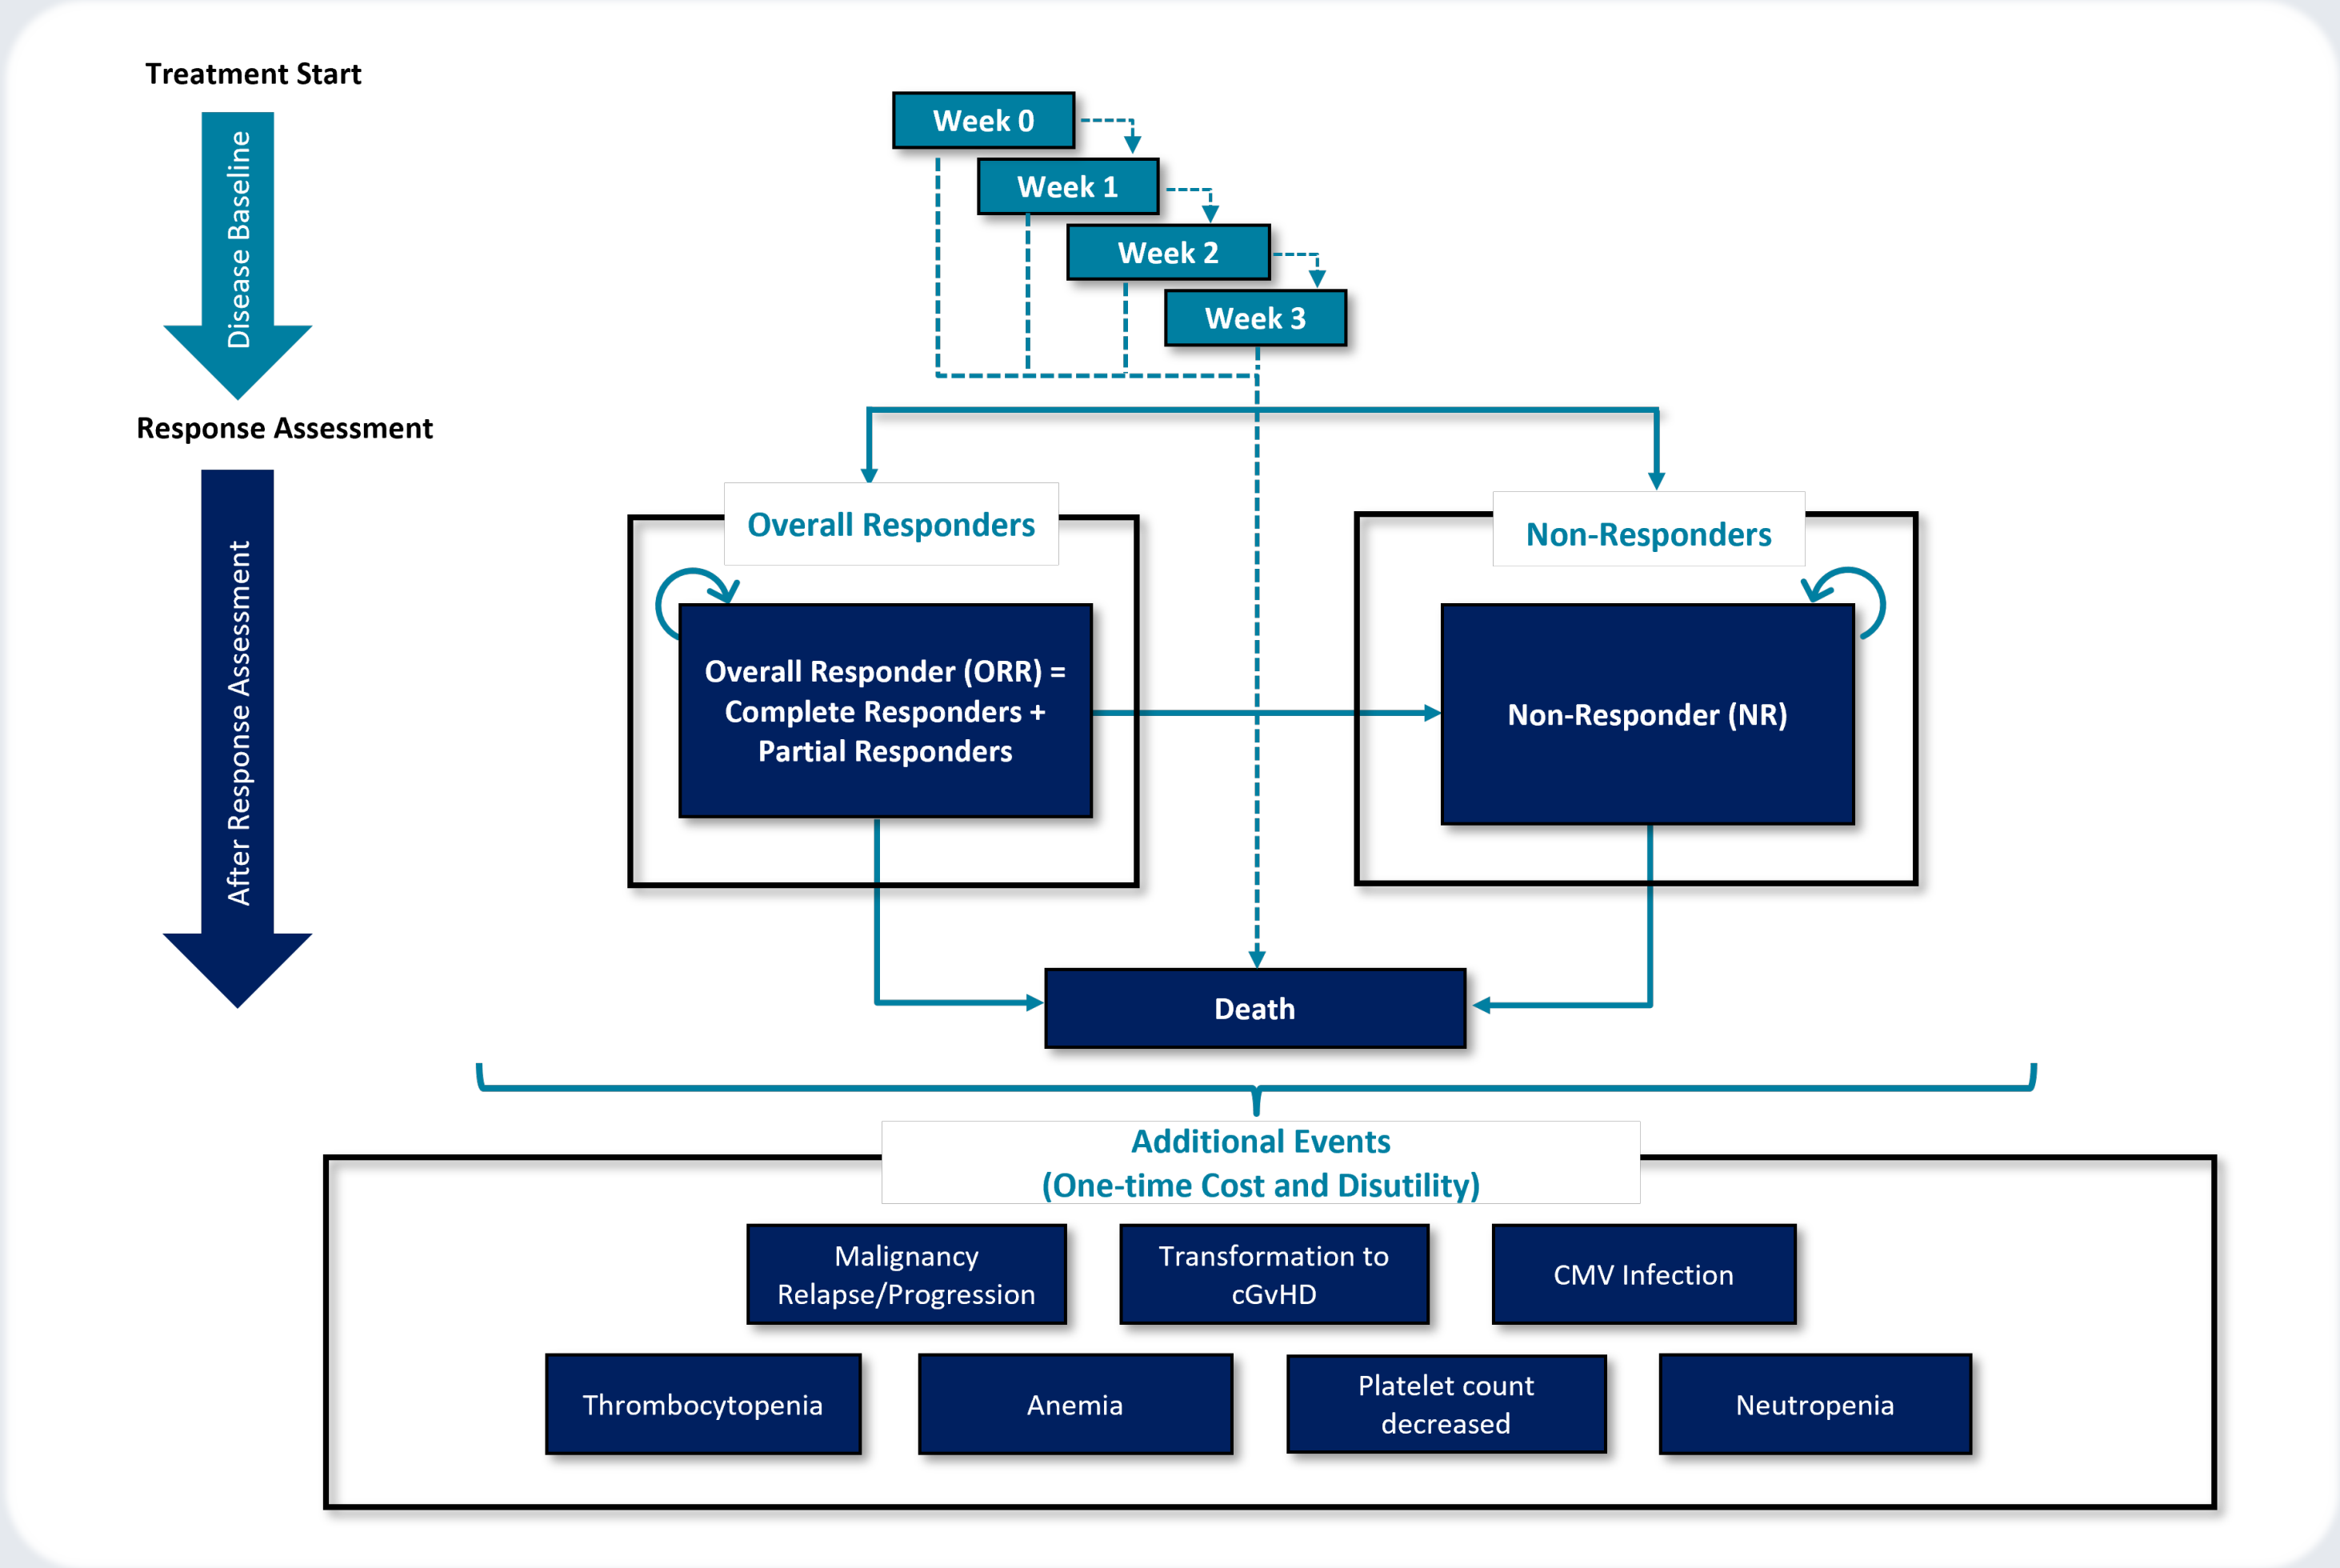 Treatment Start
Disease Baseline
Response Assessment
After Response Assessment
Week 0
Week 1
Week 2
Week 3
Overall Responders
Non-Responders
Overall Responder (ORR) =
Complete Responders +
Partial Responders
Non-Responder (NR)
Death
Additional Events
(One-time Cost and Disutility)
Malignancy
Relapse/Progression
Transformation to
cGvHD
CMV Infection
Thrombocytopenia
Anemia
Platelet count
decreased
Neutropenia